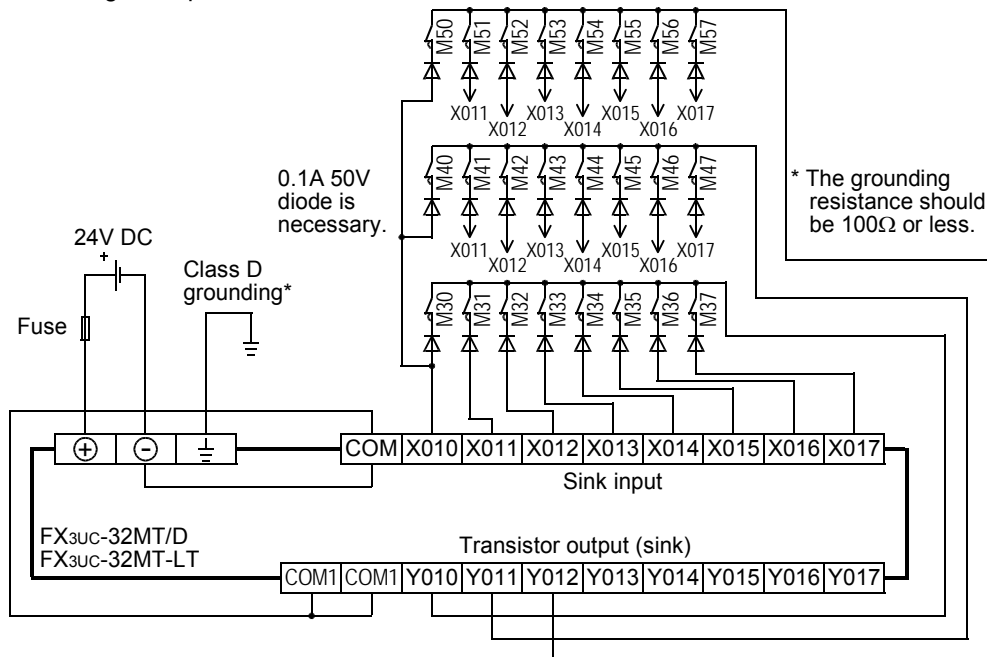 M50 M51 M52 M53 M54 M55 M56 M57
X011 X013 X015 X017
X012 X014 X016
M40 M41 M42 M43 M44 M45 M46 M47
0.1A 50V
diode is
necessary.
* The grounding
resistance should
be 100Ω or less.
X011 X013 X015 X017
X012 X014 X016
24V DC
+
Class D
grounding*
Fuse
M30 M31 M32 M33 M34 M35 M36 M37
+ - COM X010 X011 X012 X013 X014 X015 X016 X017
Sink input
FX3UC-32MT/D
FX3UC-32MT-LT
Transistor output (sink)
COM1 COM1 Y010 Y011 Y012 Y013 Y014 Y015 Y016 Y017